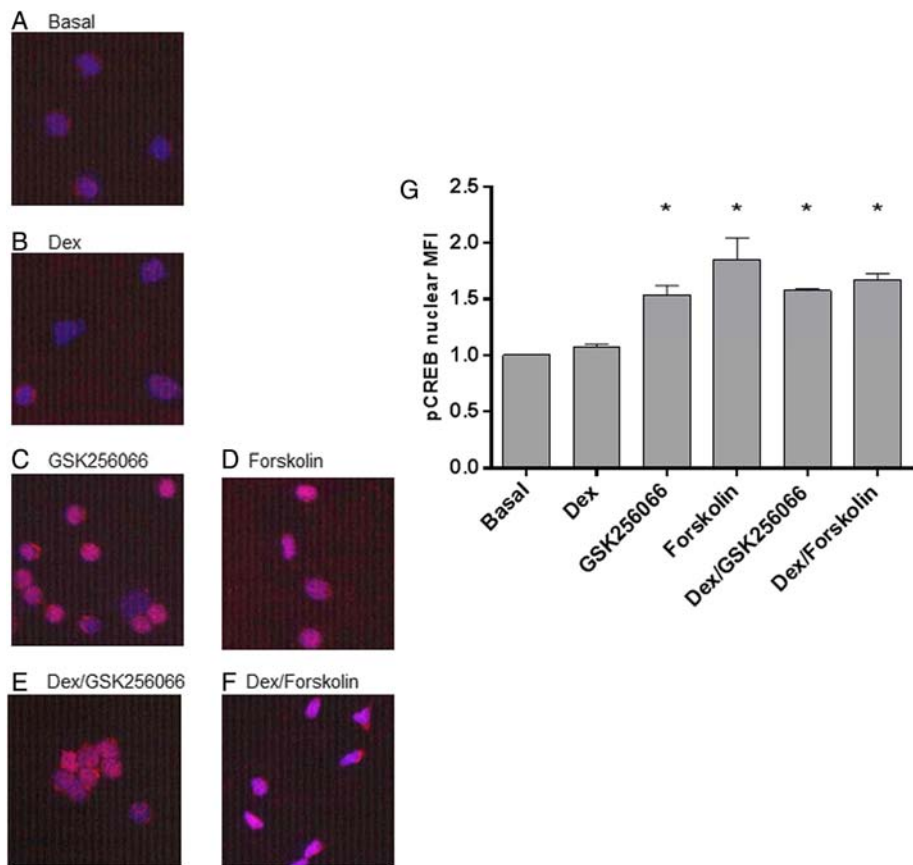 A Basal
B Dex
C GSK256066
D Forskolin
E Dex/GSK256066
F Dex/Forskolin
G
pCREB nuclear MFI
2.5
2.0
1.5
1.0
0.5
0.0
* * * *
Basal
Dex
GSK256066
Forskolin
Dex/GSK256066
Dex/Forskolin